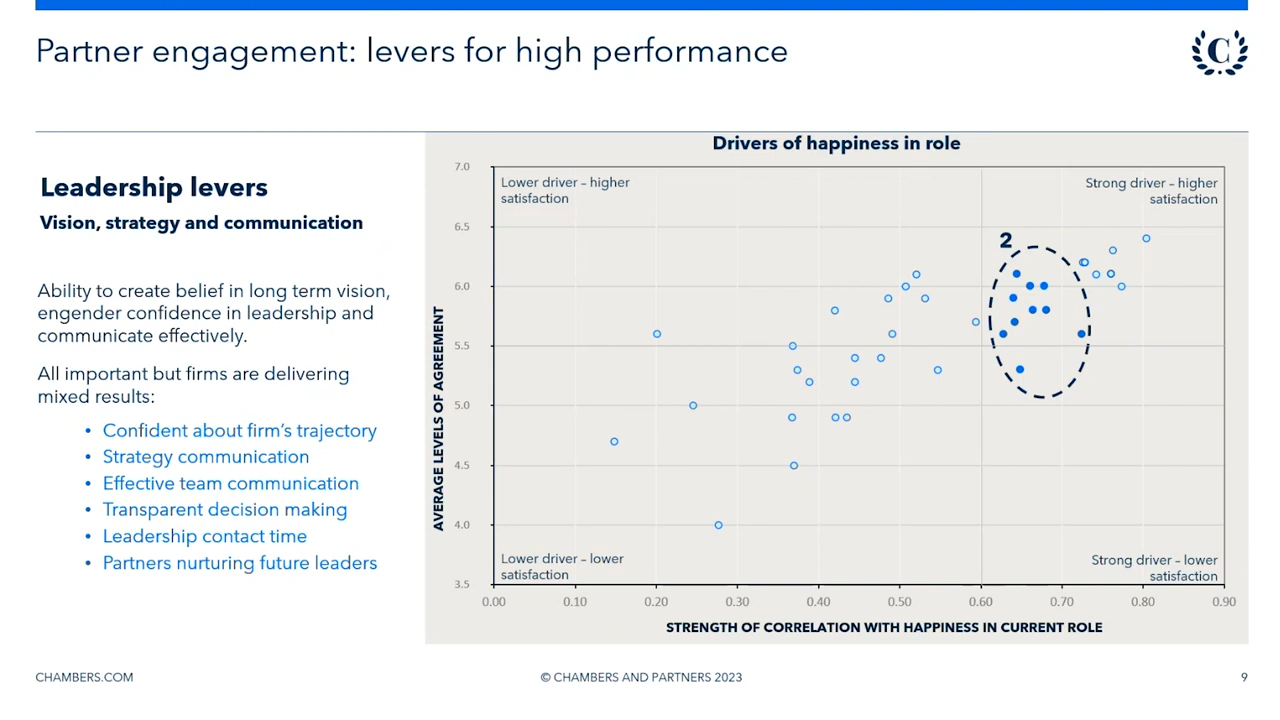 Partner engagement: levers for high performance
C
Leadership levers
Vision, strategy and communication
Ability to create belief in long term vision,
engender confidence in leadership and
communicate effectively.
All important but firms are delivering
mixed results:
• Confident about firm's trajectory
• Strategy communication
• Effective team communication
• Transparent decision making
• Leadership contact time
• Partners nurturing future leaders
Drivers of happiness in role
Lower driver – higher
satisfaction
Strong driver – higher
satisfaction
2
Lower driver – lower
satisfaction
Strong driver – lower
satisfaction
AVERAGE LEVELS OF AGREEMENT
7.0
6.5
6.0
5.5
5.0
4.5
4.0
3.5
0.00 0.10 0.20 0.30 0.40 0.50 0.60 0.70 0.80 0.90
STRENGTH OF CORRELATION WITH HAPPINESS IN CURRENT ROLE
CHAMBERS.COM
© CHAMBERS AND PARTNERS 2023
9